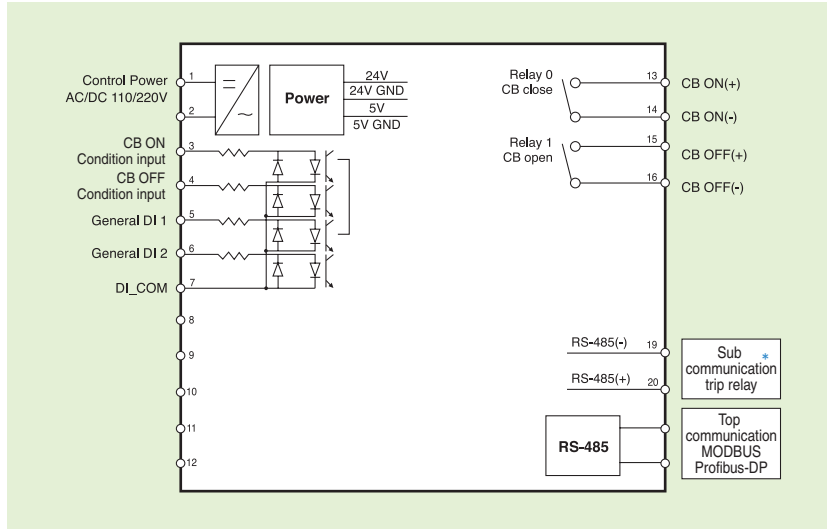 Control Power
AC/DC 110/220V
1
2
Power
24V
24V GND
5V
5V GND
CB ON
Condition input
3
CB OFF
Condition input
4
General DI 1
5
General DI 2
6
DI_COM
7
8
9
10
11
12
Relay 0
CB close
13
CB ON(+)
14
CB ON(-)
Relay 1
CB open
15
CB OFF(+)
16
CB OFF(-)
RS-485(-)
19
RS-485(+)
20
Sub *
communication
trip relay
RS-485
Top
communication
MODBUS
Profibus-DP